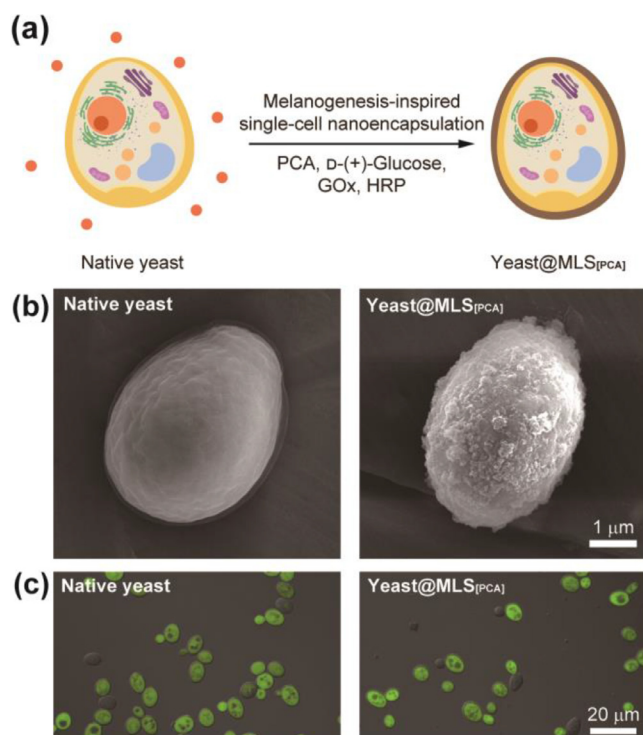 (a)
Melanogenesis-inspired
single-cell nanoencapsulation
PCA, D-(+)-Glucose,
GOx, HRP
Native yeast
Yeast@MLS[PCA]
(b)
Native yeast
Yeast@MLS[PCA]
1 μm
(c)
Native yeast
Yeast@MLS[PCA]
20 μm